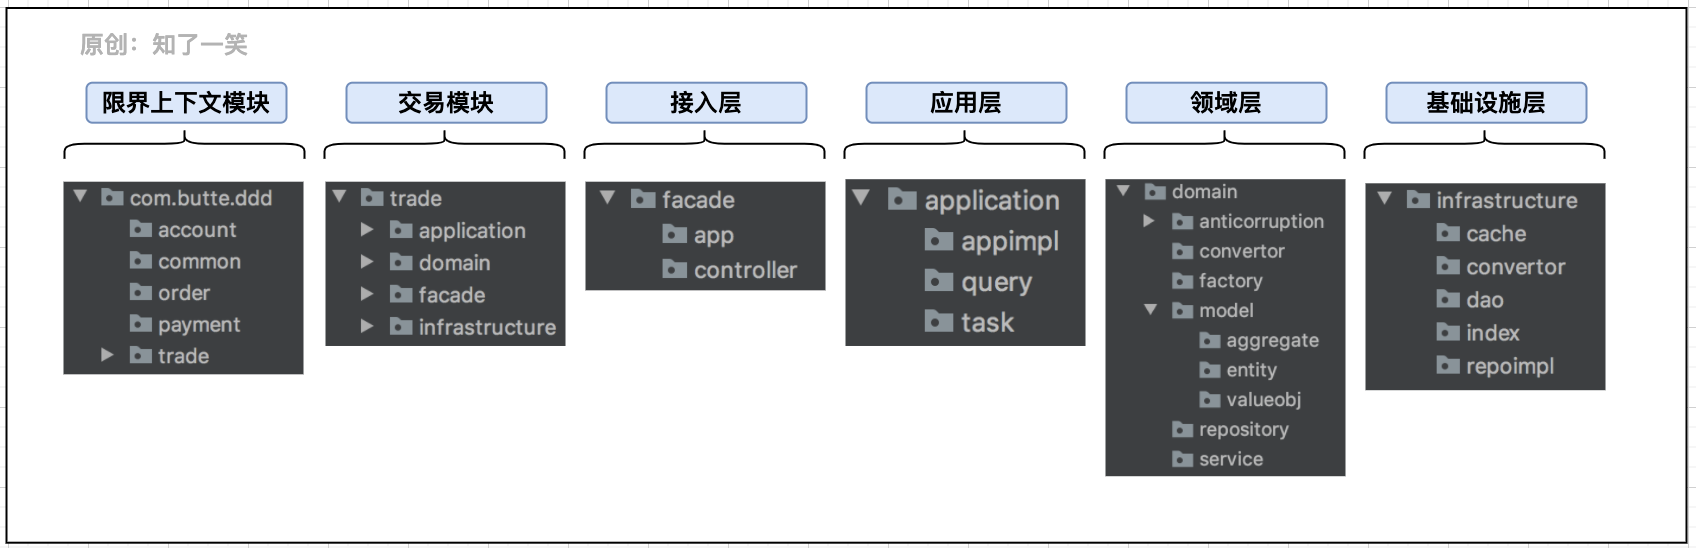 原创：知了一笑
限界上下文模块
com.butte.ddd
account
common
order
payment
trade
交易模块
trade
application
domain
facade
infrastructure
接入层
facade
app
controller
应用层
application
appimpl
query
task
领域层
domain
anticorruption
convertor
factory
model
aggregate
entity
valueobj
repository
service
基础设施层
infrastructure
cache
convertor
dao
index
repoimpl